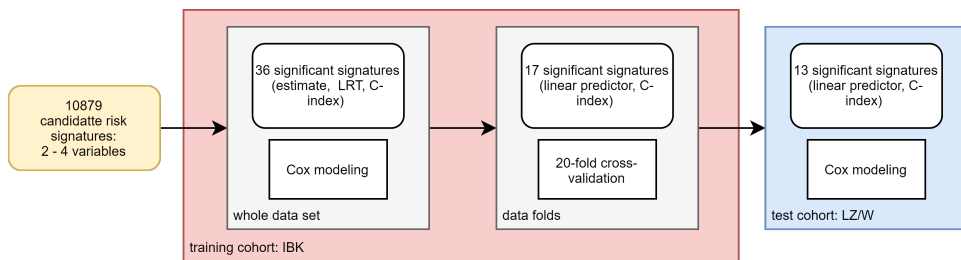 10879
candidatte risk
signatures:
2 - 4 variables
36 significant signatures
(estimate, LRT, C-
index)
Cox modeling
whole data set
17 significant signatures
(linear predictor, C-
index)
20-fold cross-
validation
data folds
training cohort: IBK
13 significant signatures
(linear predictor, C-
index)
Cox modeling
test cohort: LZ/W